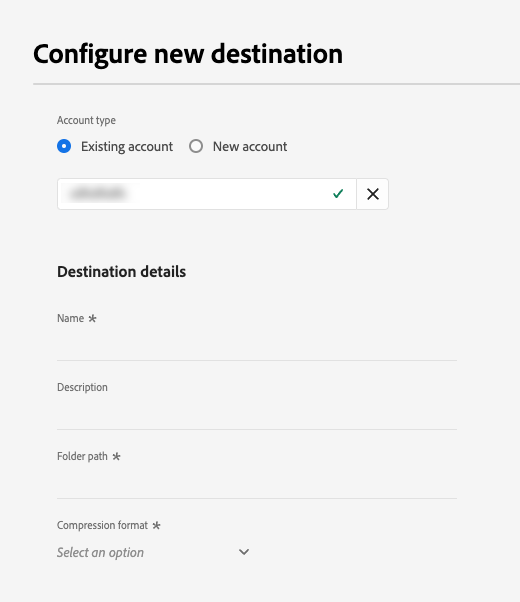 Configure new destination
Account type
Existing account New account
Destination details
Name *
Description
Folder path *
Compression format *
Select an option